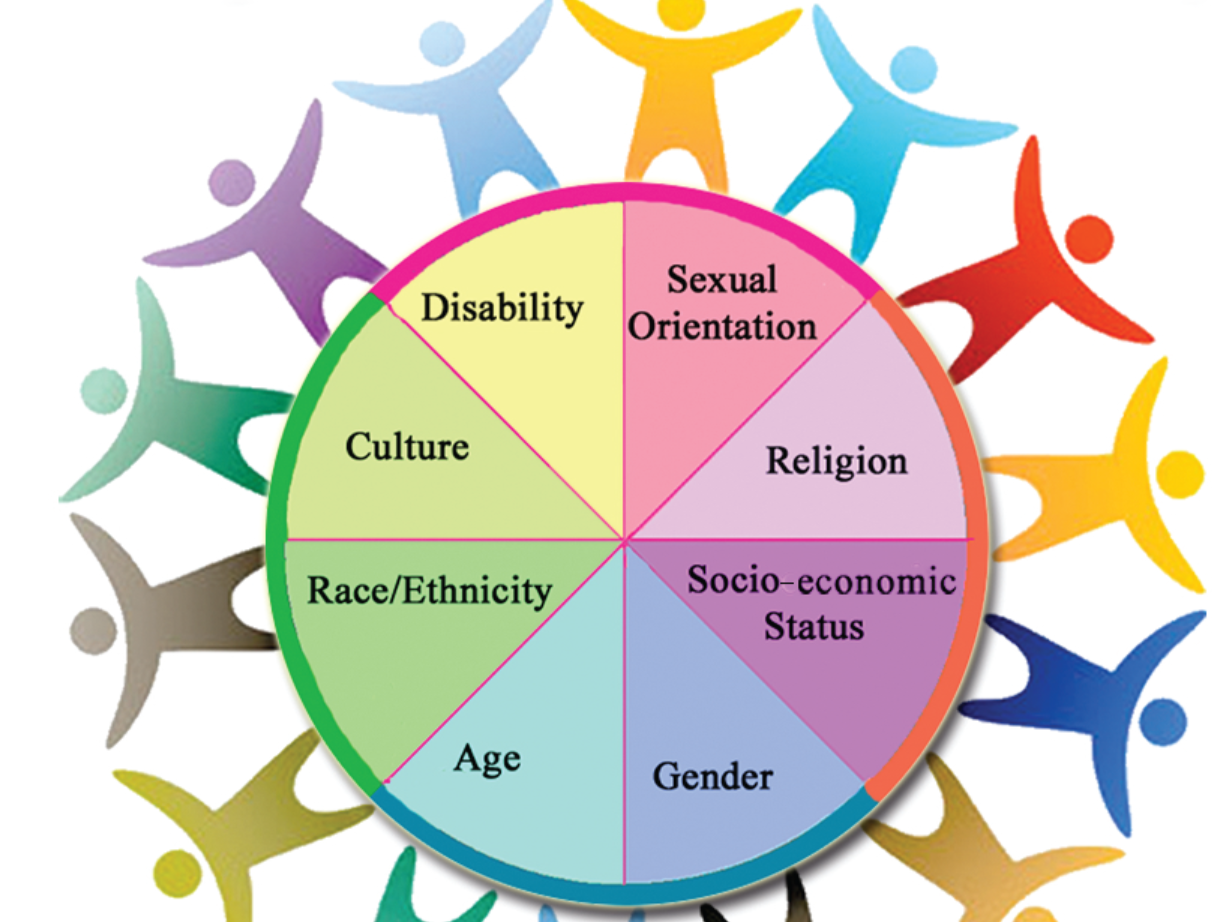 Disability
Sexual
Orientation
Culture
Religion
Race/Ethnicity
Socio-economic
Status
Age
Gender